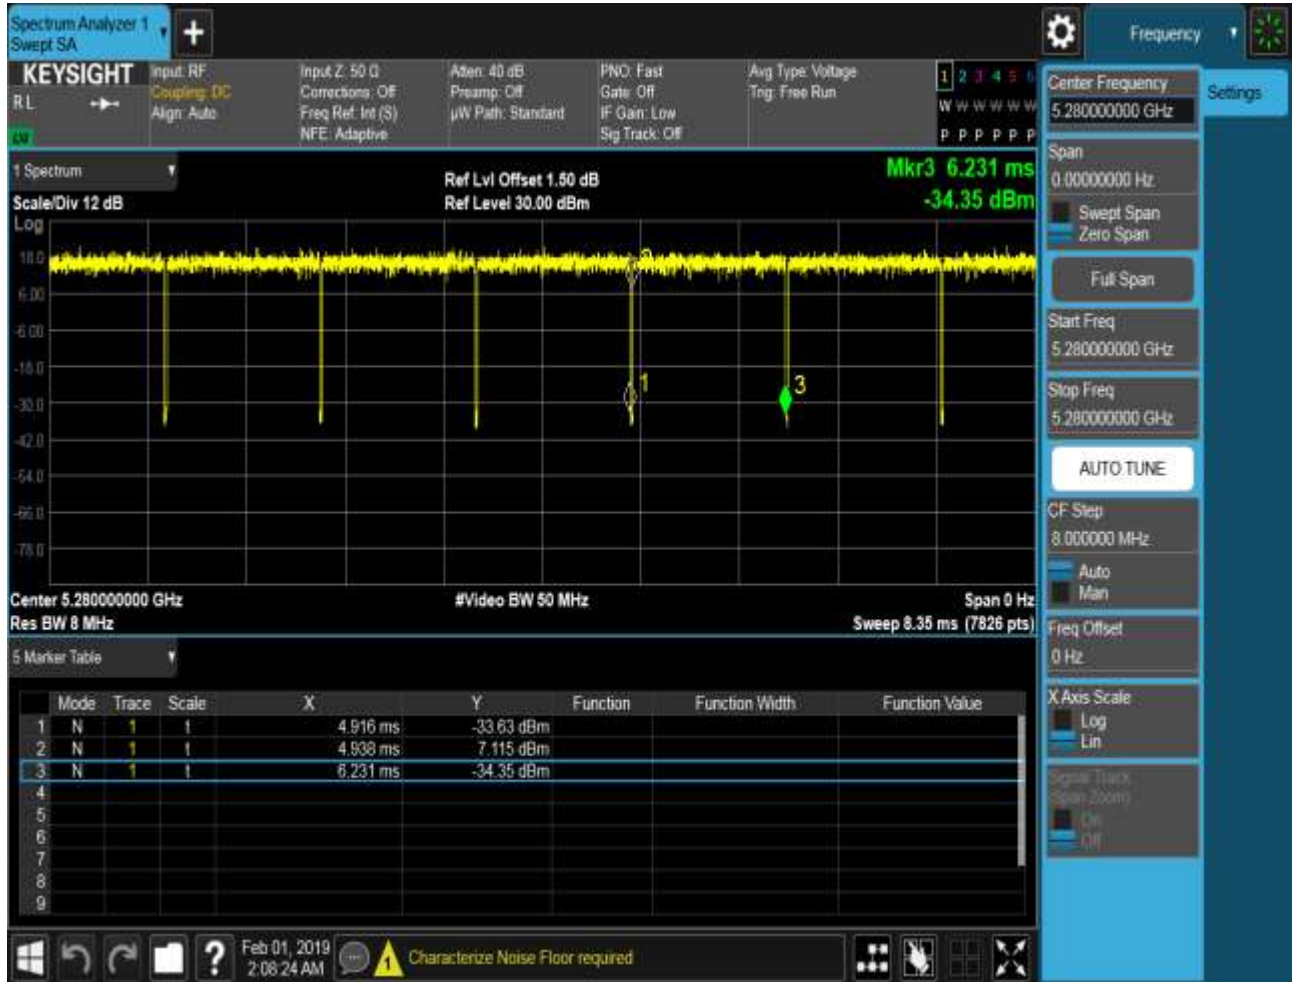 Spectrum Analyzer 1
Swept SA
+
Frequency
KEYSIGHT
RL
Input: RF
Coupling: DC
Align: Auto
Input Z: 50 Ω
Corrections: Off
Freq Ref: Int (S)
NFE: Adaptive
Atten: 40 dB
Preamp: Off
µW Path: Standard
PNO: Fast
Gate: Off
IF Gain: Low
Sig Track: Off
Avg Type: Voltage
Trig: Free Run
1 2 3 4 5 6
W W W W W W
P P P P P P
Center Frequency
5.280000000 GHz
Settings
Span
0.00000000 Hz
Swept Span
Zero Span
Full Span
Start Freq
5.280000000 GHz
Stop Freq
5.280000000 GHz
AUTO TUNE
CF Step
8.000000 MHz
Auto
Man
Freq Offset
0 Hz
X Axis Scale
Log
Lin
Signal Track
(Span Zoom)
On
Off
1 Spectrum
Scale/Div 12 dB
Ref Lvl Offset 1.50 dB
Ref Level 30.00 dBm
Mkr3 6.231 ms
-34.35 dBm
Log
18.0
6.00
-6.00
-18.0
-30.0
-42.0
-54.0
-66.0
-78.0
2
1
3
Center 5.280000000 GHz
#Video BW 50 MHz
Span 0 Hz
Res BW 8 MHz
Sweep 8.35 ms (7826 pts)
5 Marker Table
Mode Trace Scale X Y Function Function Width Function Value
1 N 1 t 4.916 ms -33.63 dBm
2 N 1 t 4.938 ms 7.115 dBm
3 N 1 t 6.231 ms -34.35 dBm
4
5
6
7
8
9
?
Feb 01, 2019
2:08:24 AM
1
Characterize Noise Floor required